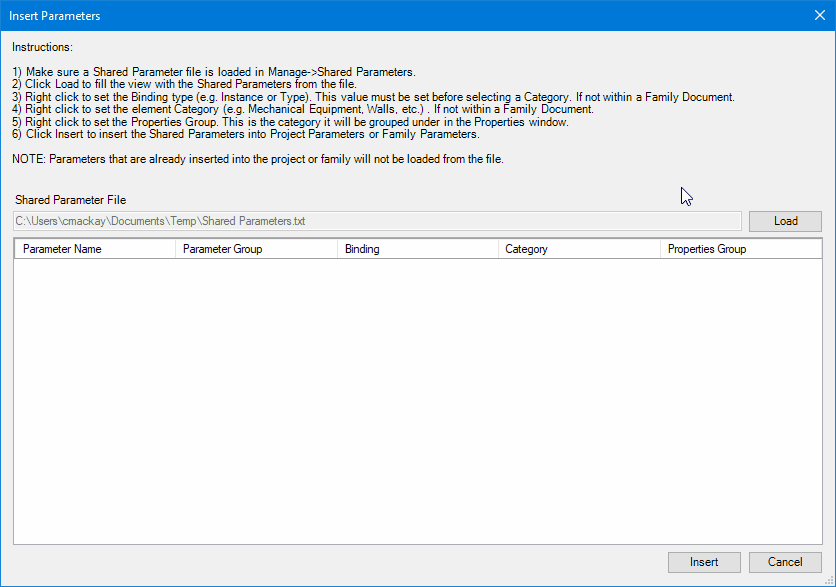 Insert Parameters
Instructions:
1) Make sure a Shared Parameter file is loaded in Manage->Shared Parameters.
2) Click Load to fill the view with the Shared Parameters from the file.
3) Right click to set the Binding type (e.g. Instance or Type). This value must be set before selecting a Category. If not within a Family Document.
4) Right click to set the element Category (e.g. Mechanical Equipment, Walls, etc.) . If not within a Family Document.
5) Right click to set the Properties Group. This is the category it will be grouped under in the Properties window.
6) Click Insert to insert the Shared Parameters into Project Parameters or Family Parameters.
NOTE: Parameters that are already inserted into the project or family will not be loaded from the file.
Shared Parameter File
C:\Users\cmackay\Documents\Temp\Shared Parameters.txt Load
Parameter Name Parameter Group Binding Category Properties Group
Insert Cancel